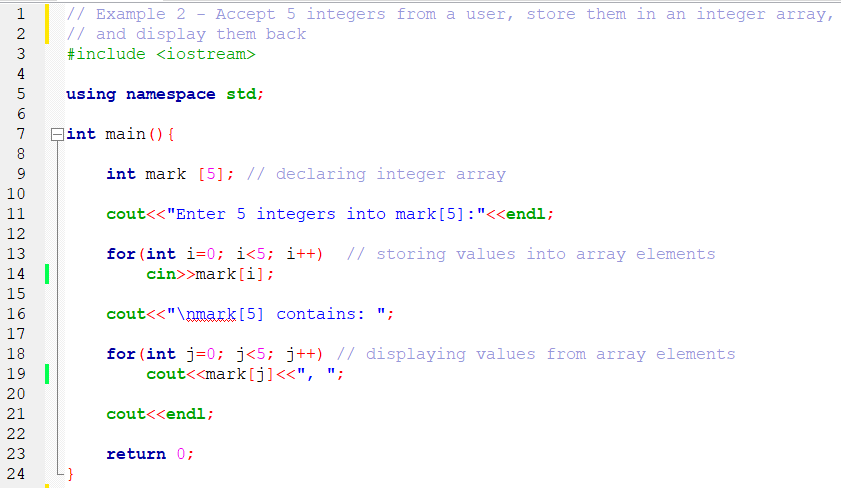 1 // Example 2 - Accept 5 integers from a user, store them in an integer array,
2 // and display them back
3 #include <iostream>
4
5 using namespace std;
6
7 int main(){
8
9 int mark [5]; // declaring integer array
10
11 cout<<"Enter 5 integers into mark[5]:"<<endl;
12
13 for(int i=0; i<5; i++)  // storing values into array elements
14 cin>>mark[i];
15
16 cout<<"\nmark[5] contains: ";
17
18 for(int j=0; j<5; j++) // displaying values from array elements
19 cout<<mark[j]<<", ";
20
21 cout<<endl;
22
23 return 0;
24 }